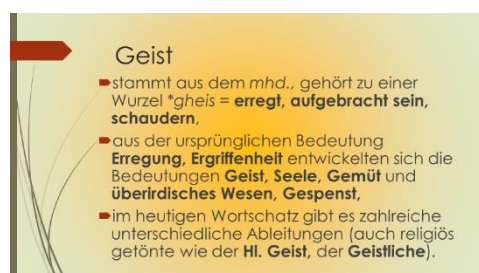 Geist
stammt aus dem mhd., gehört zu einer
Wurzel *gheis = erregt, aufgebracht sein,
schaudern,
aus der ursprünglichen Bedeutung
Erregung, Ergriffenheit entwickelten sich die
Bedeutungen Geist, Seele, Gemüt und
überirdisches Wesen, Gespenst,
im heutigen Wortschatz gibt es zahlreiche
unterschiedliche Ableitungen (auch religiös
getönte wie der Hl. Geist, der Geistliche).